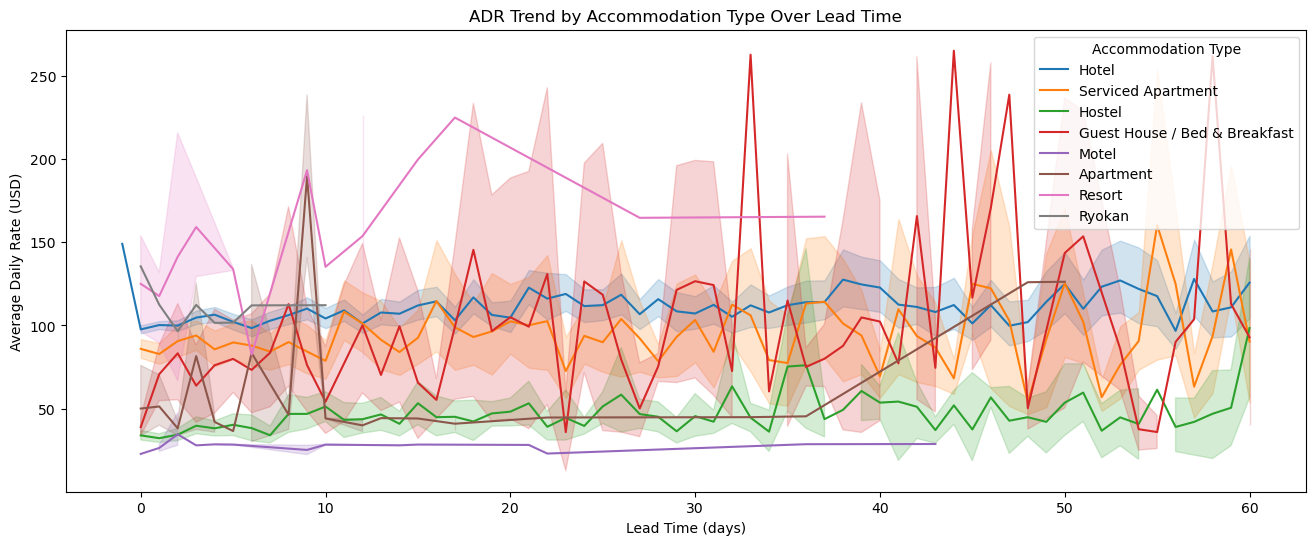 ADR Trend by Accommodation Type Over Lead Time
Average Daily Rate (USD)
250
200
150
100
50
0
10
20
30
40
50
60
Lead Time (days)
Accommodation Type
Hotel
Serviced Apartment
Hostel
Guest House / Bed & Breakfast
Motel
Apartment
Resort
Ryokan